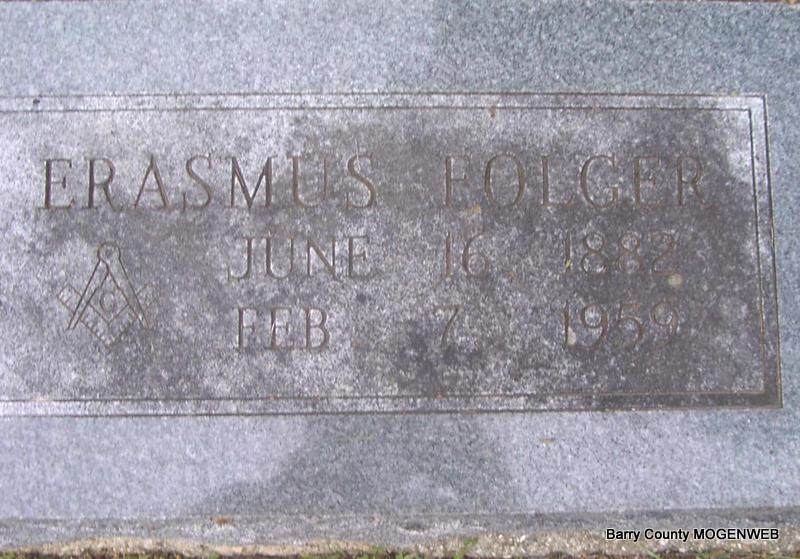 ERASMUS FOLGER
JUNE 16, 1882
FEB. 7, 1959
G
Barry County MOGENWEB